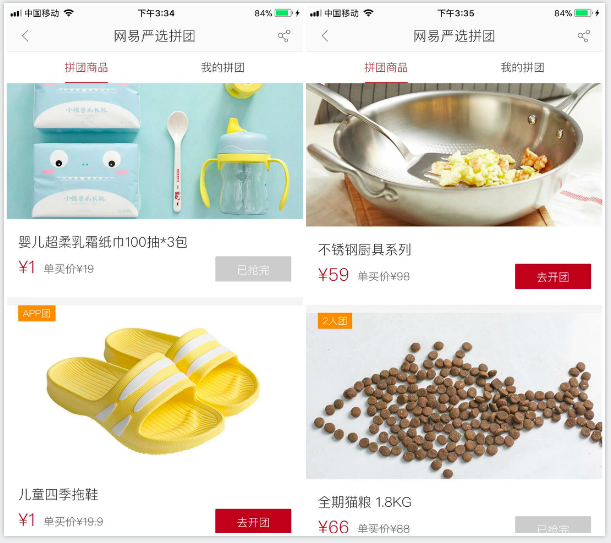 中国移动 下午3:34 84%
网易严选拼团
拼团商品 我的拼团
婴儿超柔乳霜纸巾100抽*3包
¥1 单买价¥19 已抢完
APP团
儿童四季拖鞋
¥1 单买价¥19.9 去开团
中国移动 下午3:35 84%
网易严选拼团
拼团商品 我的拼团
不锈钢厨具系列
¥59 单买价¥98 去开团
2人团
全期猫粮 1.8KG
¥66 单买价¥88 已抢完